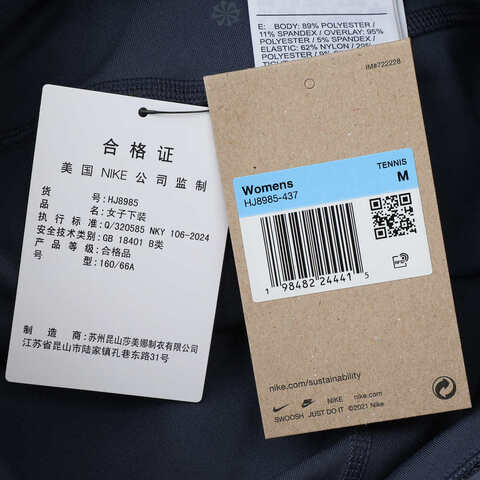 E: BODY: 89% POLYESTER/
11% SPANDEX / OVERLAY: 95%
POLYESTER / 5% SPANDEX /
ELASTIC: 62% NYLON / 29%
POLYESTER / 9%
IM#722228
TENNIS
Womens
M
HJ8985-437
RFID
1 98482 24441 5
nike.com/sustainability
NIKE
SWOOSH JUST DO IT ©2021 Nike
合格证
美国 NIKE 公司监制
货号: HJ8985
品名: 女子下装
执行标准: Q/320585 NKY 106-2024
安全技术类别: GB 18401 B类
产品等级: 合格品
号型: 160/66A
制造商: 苏州昆山莎美娜制衣有限公司
江苏省昆山市陆家镇孔巷东路31号